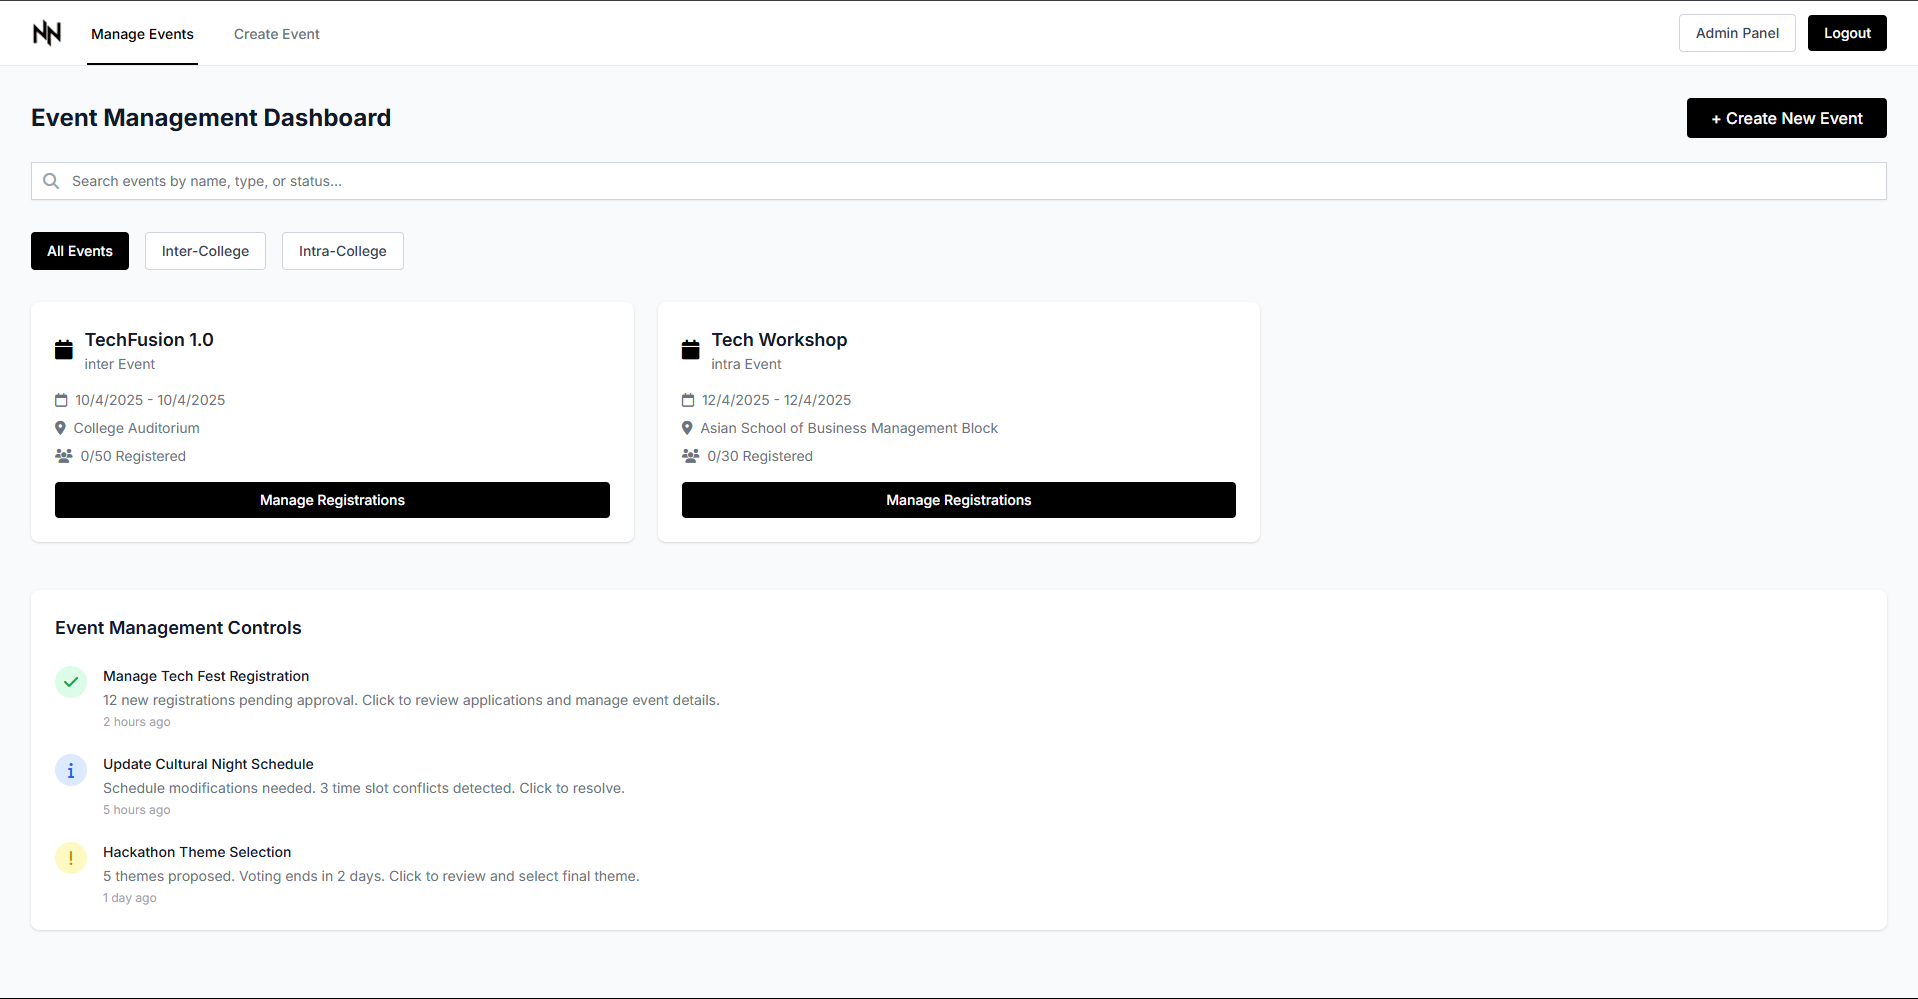 NN
Manage Events
Create Event
Admin Panel
Logout
Event Management Dashboard
+ Create New Event
Search events by name, type, or status...
All Events
Inter-College
Intra-College
TechFusion 1.0
inter Event
10/4/2025 - 10/4/2025
College Auditorium
0/50 Registered
Manage Registrations
Tech Workshop
intra Event
12/4/2025 - 12/4/2025
Asian School of Business Management Block
0/30 Registered
Manage Registrations
Event Management Controls
Manage Tech Fest Registration
12 new registrations pending approval. Click to review applications and manage event details.
2 hours ago
Update Cultural Night Schedule
Schedule modifications needed. 3 time slot conflicts detected. Click to resolve.
5 hours ago
Hackathon Theme Selection
5 themes proposed. Voting ends in 2 days. Click to review and select final theme.
1 day ago